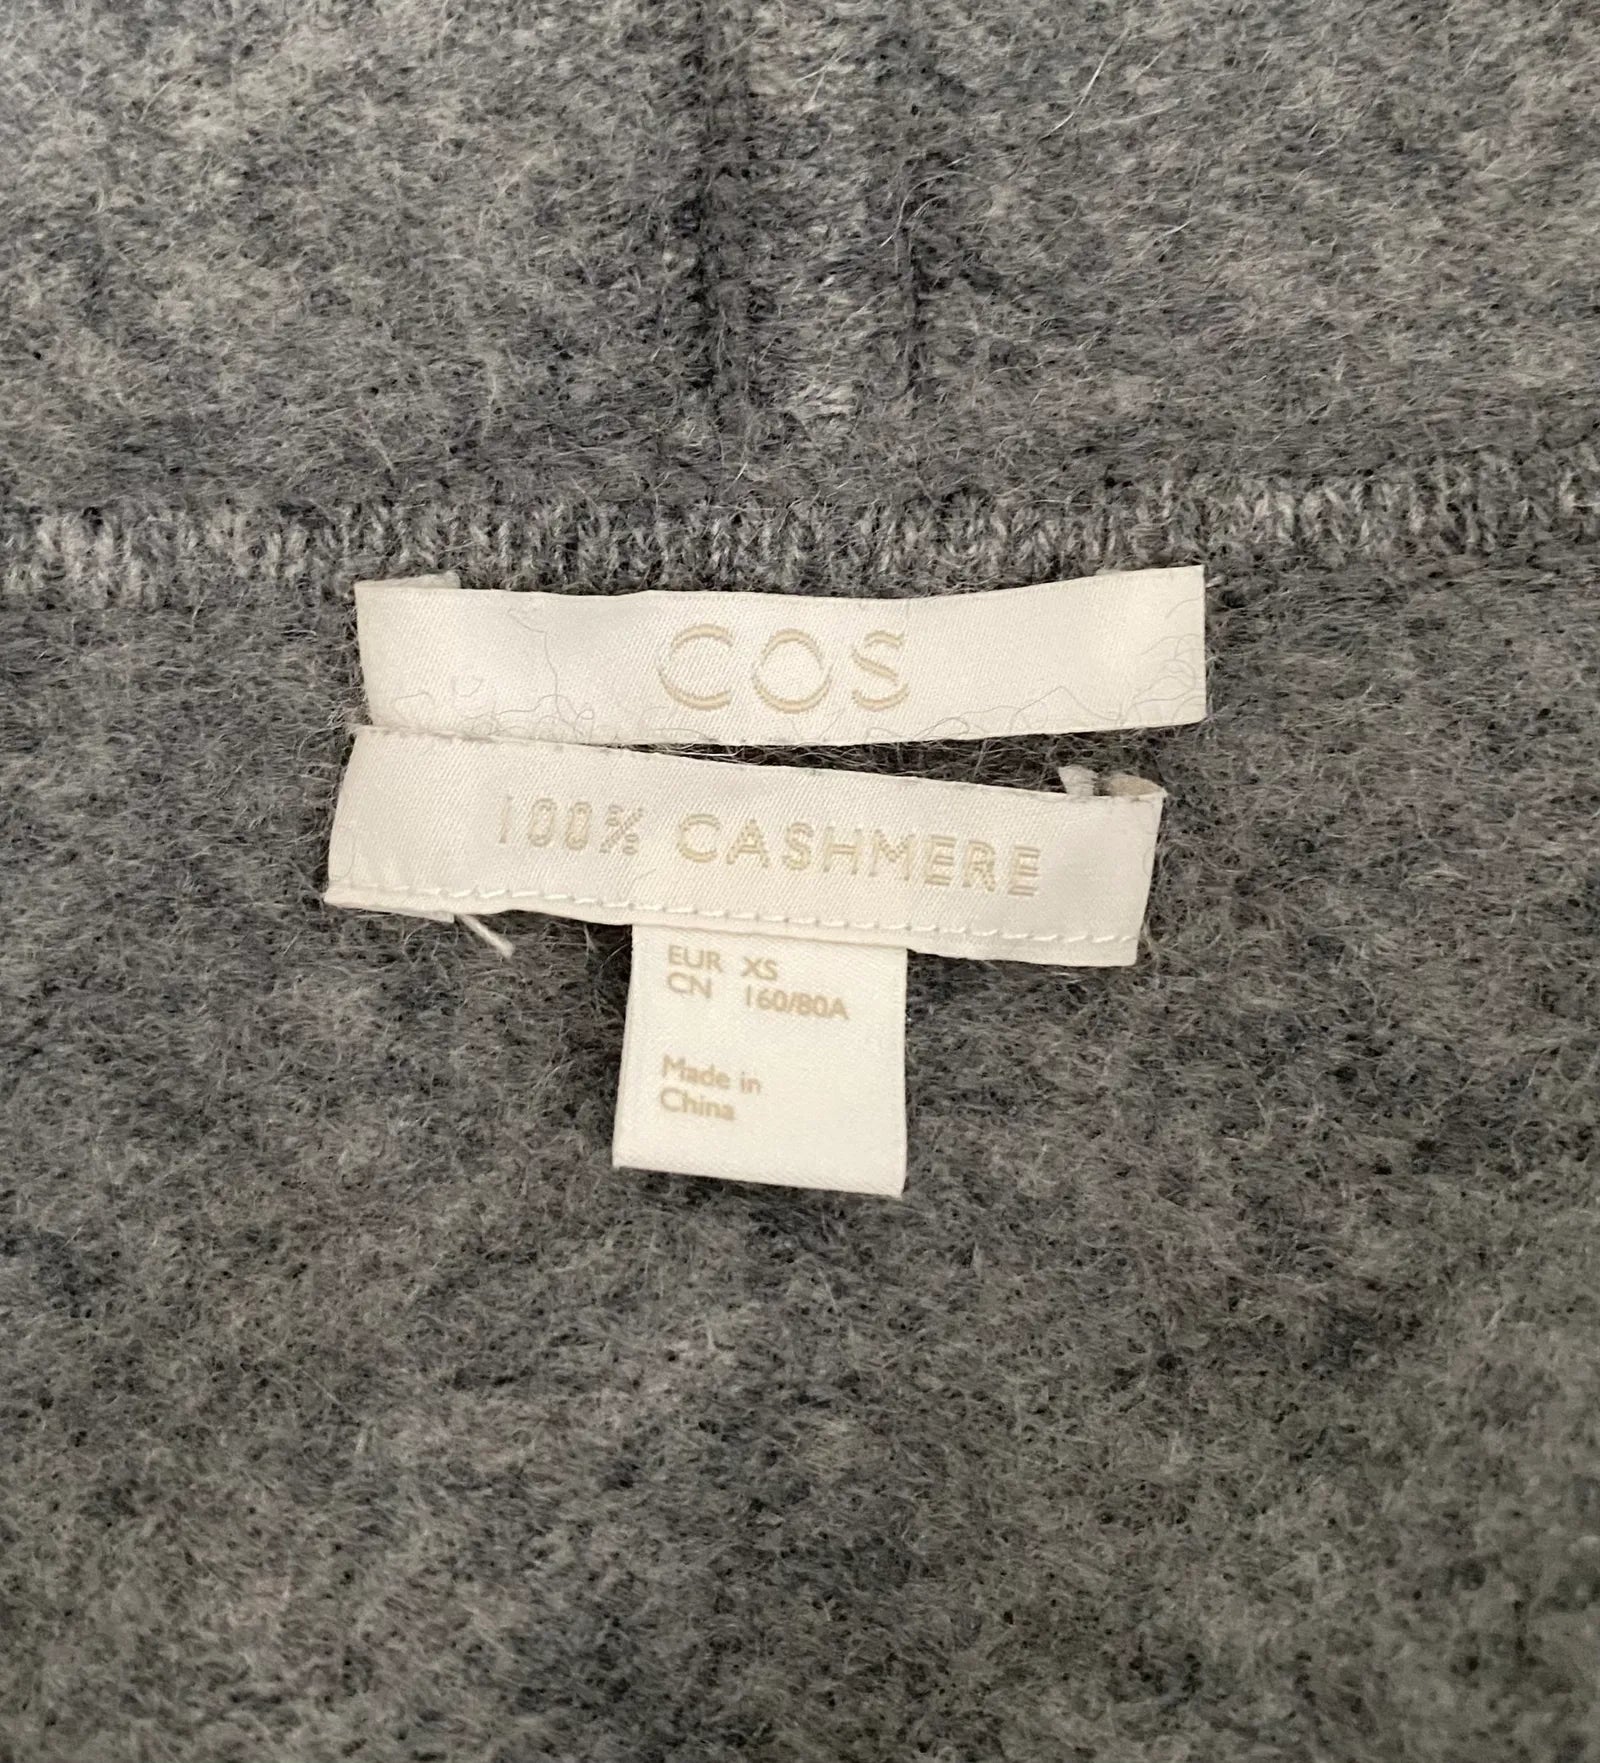 COS
100% CASHMERE
EUR XS
CN 160/80A
Made in
China